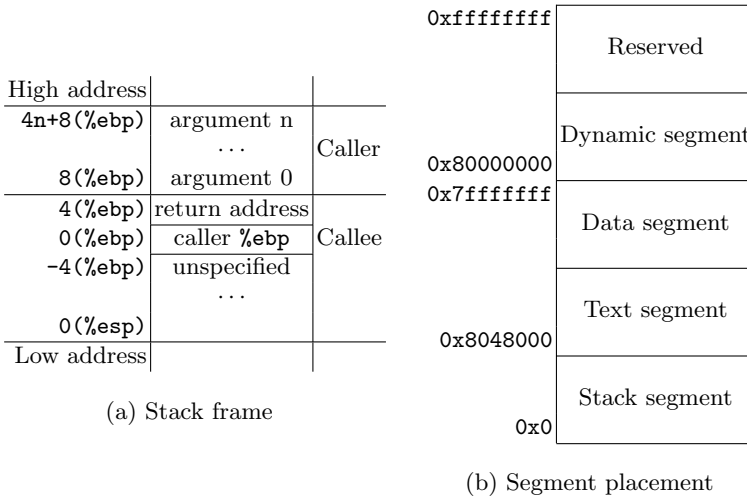 High address
4n+8(%ebp) argument n
... Caller
8(%ebp) argument 0
4(%ebp) return address
0(%ebp) caller %ebp Callee
-4(%ebp) unspecified
...
0(%esp)
Low address
(a) Stack frame
0xffffffff
Reserved
Dynamic segment
0x80000000
0x7fffffff
Data segment
Text segment
0x8048000
Stack segment
0x0
(b) Segment placement